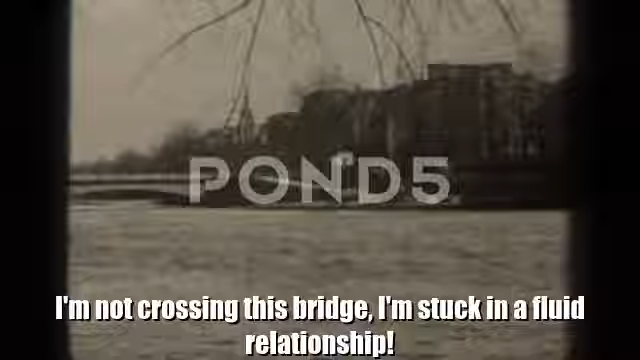 POND5
I'm not crossing this bridge, I'm stuck in a fluid
relationship!